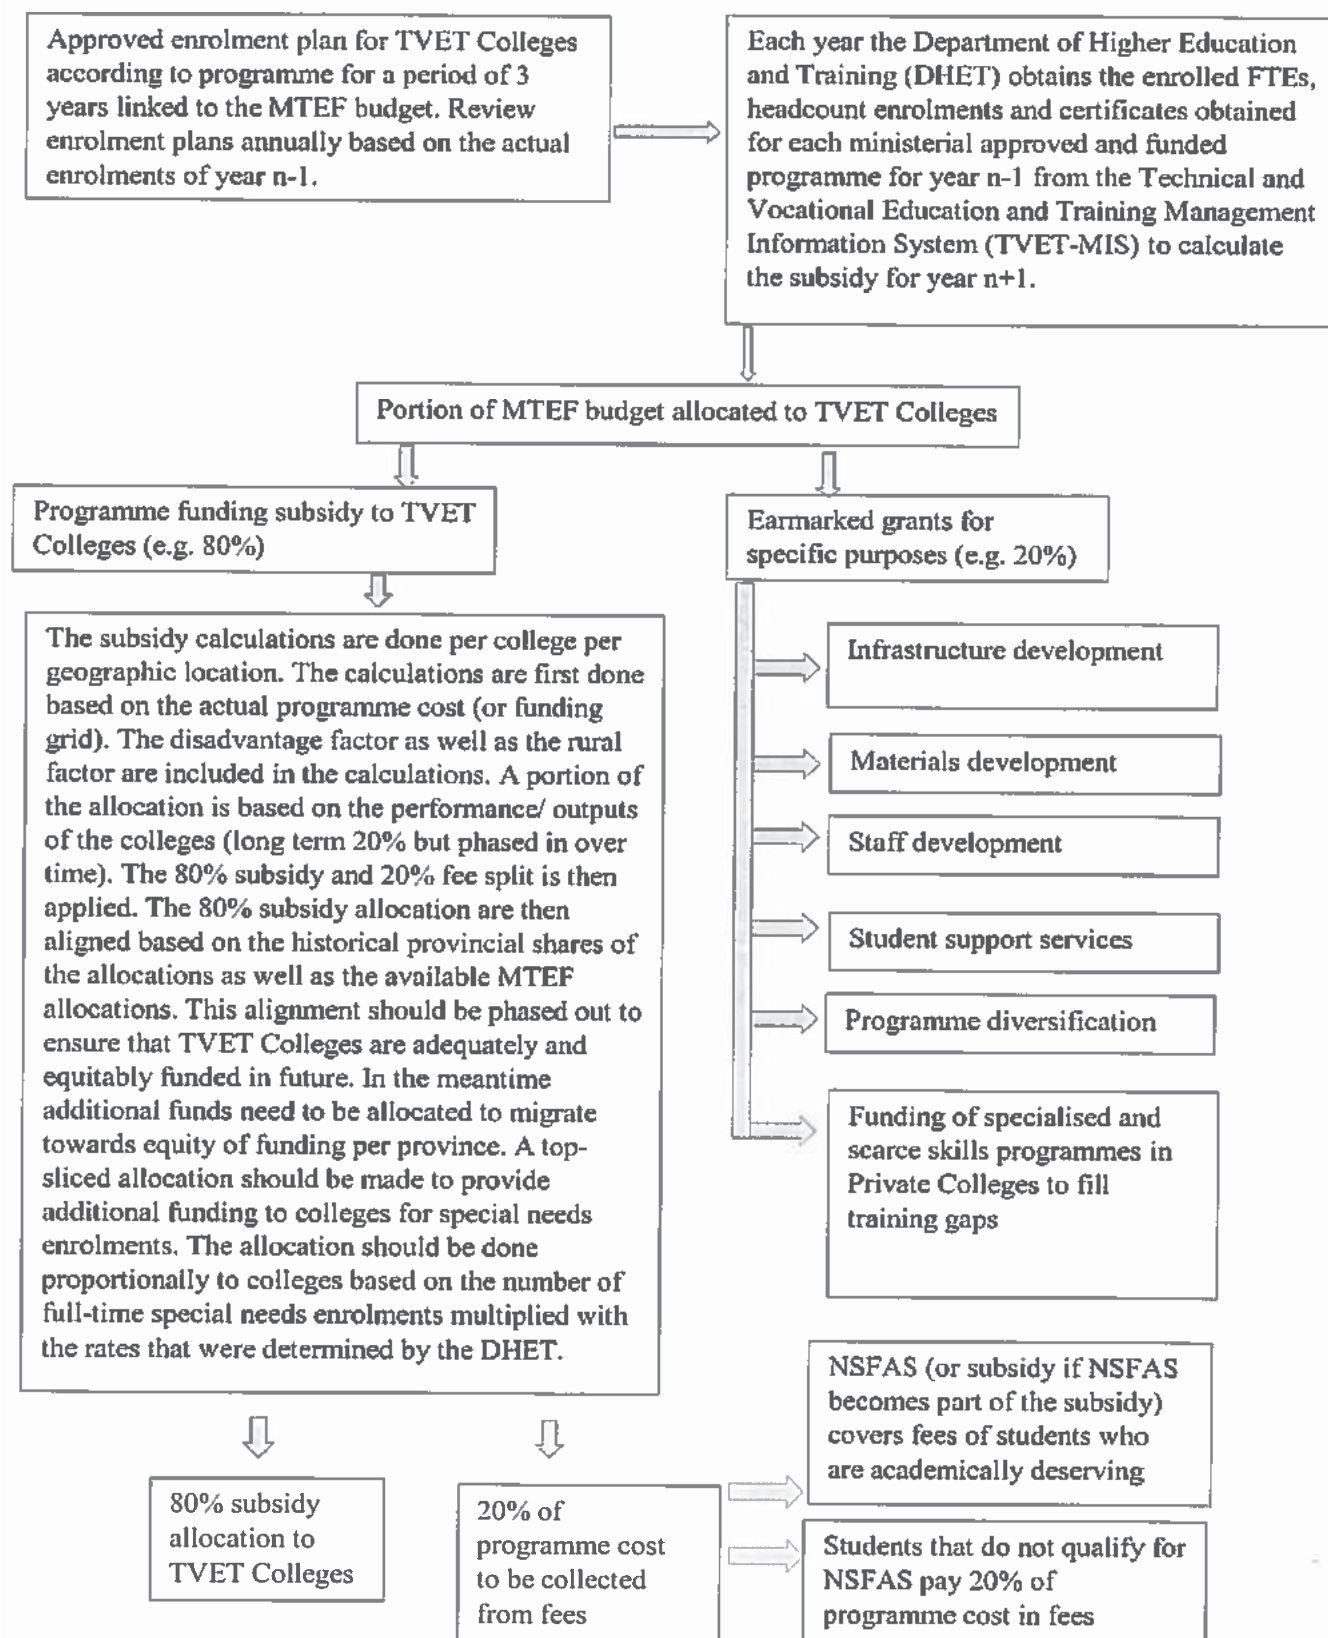 Approved enrolment plan for TVET Colleges
according to programme for a period of 3
years linked to the MTEF budget. Review
enrolment plans annually based on the actual
enrolments of year n-1.
Each year the Department of Higher Education
and Training (DHET) obtains the enrolled FTEs,
headcount enrolments and certificates obtained
for each ministerial approved and funded
programme for year n-1 from the Technical and
Vocational Education and Training Management
Information System (TVET-MIS) to calculate
the subsidy for year n+1.
Portion of MTEF budget allocated to TVET Colleges
Programme funding subsidy to TVET
Colleges (e.g. 80%)
Earmarked grants for
specific purposes (e.g. 20%)
The subsidy calculations are done per college per
geographic location. The calculations are first done
based on the actual programme cost (or funding
grid). The disadvantage factor as well as the rural
factor are included in the calculations. A portion of
the allocation is based on the performance/ outputs
of the colleges (long term 20% but phased in over
time). The 80% subsidy and 20% fee split is then
applied. The 80% subsidy allocation are then
aligned based on the historical provincial shares of
the allocations as well as the available MTEF
allocations. This alignment should be phased out to
ensure that TVET Colleges are adequately and
equitably funded in future. In the meantime
additional funds need to be allocated to migrate
towards equity of funding per province. A top-
sliced allocation should be made to provide
additional funding to colleges for special needs
enrolments. The allocation should be done
proportionally to colleges based on the number of
full-time special needs enrolments multiplied with
the rates that were determined by the DHET.
Infrastructure development
Materials development
Staff development
Student support services
Programme diversification
Funding of specialised and
scarce skills programmes in
Private Colleges to fill
training gaps
80% subsidy
allocation to
TVET Colleges
20% of
programme cost
to be collected
from fees
NSFAS (or subsidy if NSFAS
becomes part of the subsidy)
covers fees of students who
are academically deserving
Students that do not qualify for
NSFAS pay 20% of
programme cost in fees